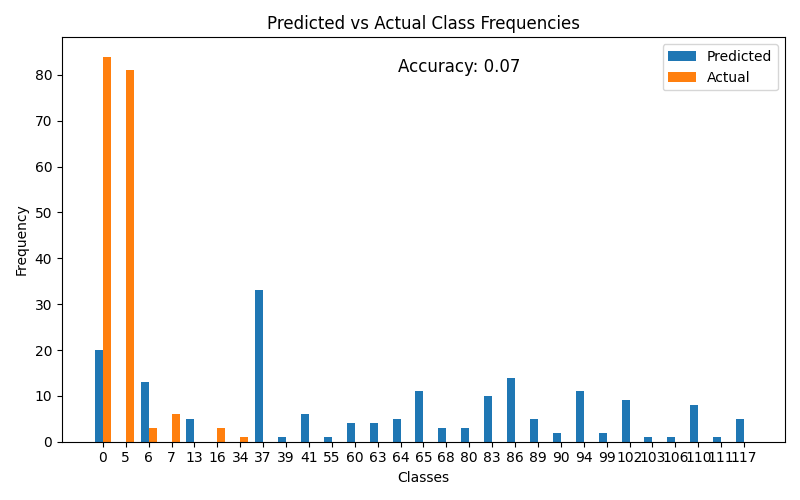 Predicted vs Actual Class Frequencies
Accuracy: 0.07
Predicted
Actual
Frequency
80
70
60
50
40
30
20
10
0
0 5 6 7 13 16 34 37 39 41 55 60 63 64 65 68 80 83 86 89 90 94 99 102 103 106 110 111 117
Classes